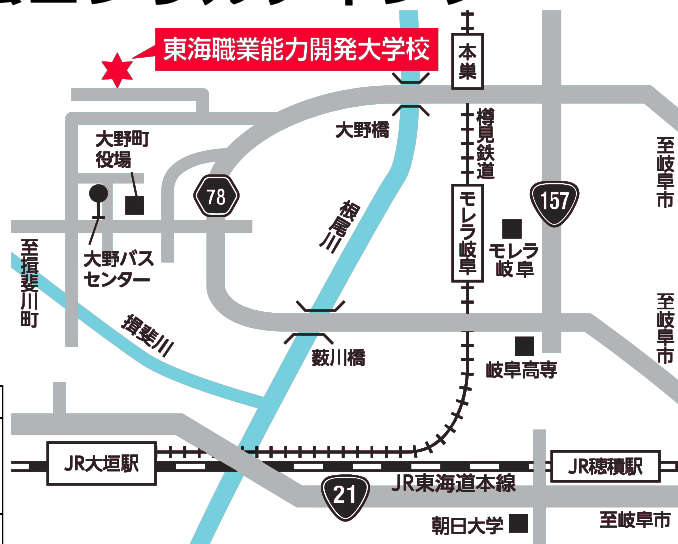 東海職業能力開発大学校
本巣
大野橋
樽見鉄道
大野町
役場
至岐阜市
78
モレラ岐阜
157
根尾川
モレラ
岐阜
大野バス
センター
至揖斐川町
至岐阜市
揖斐川
藪川橋
岐阜高専
JR大垣駅
JR穂積駅
21
JR東海道本線
朝日大学
至岐阜市